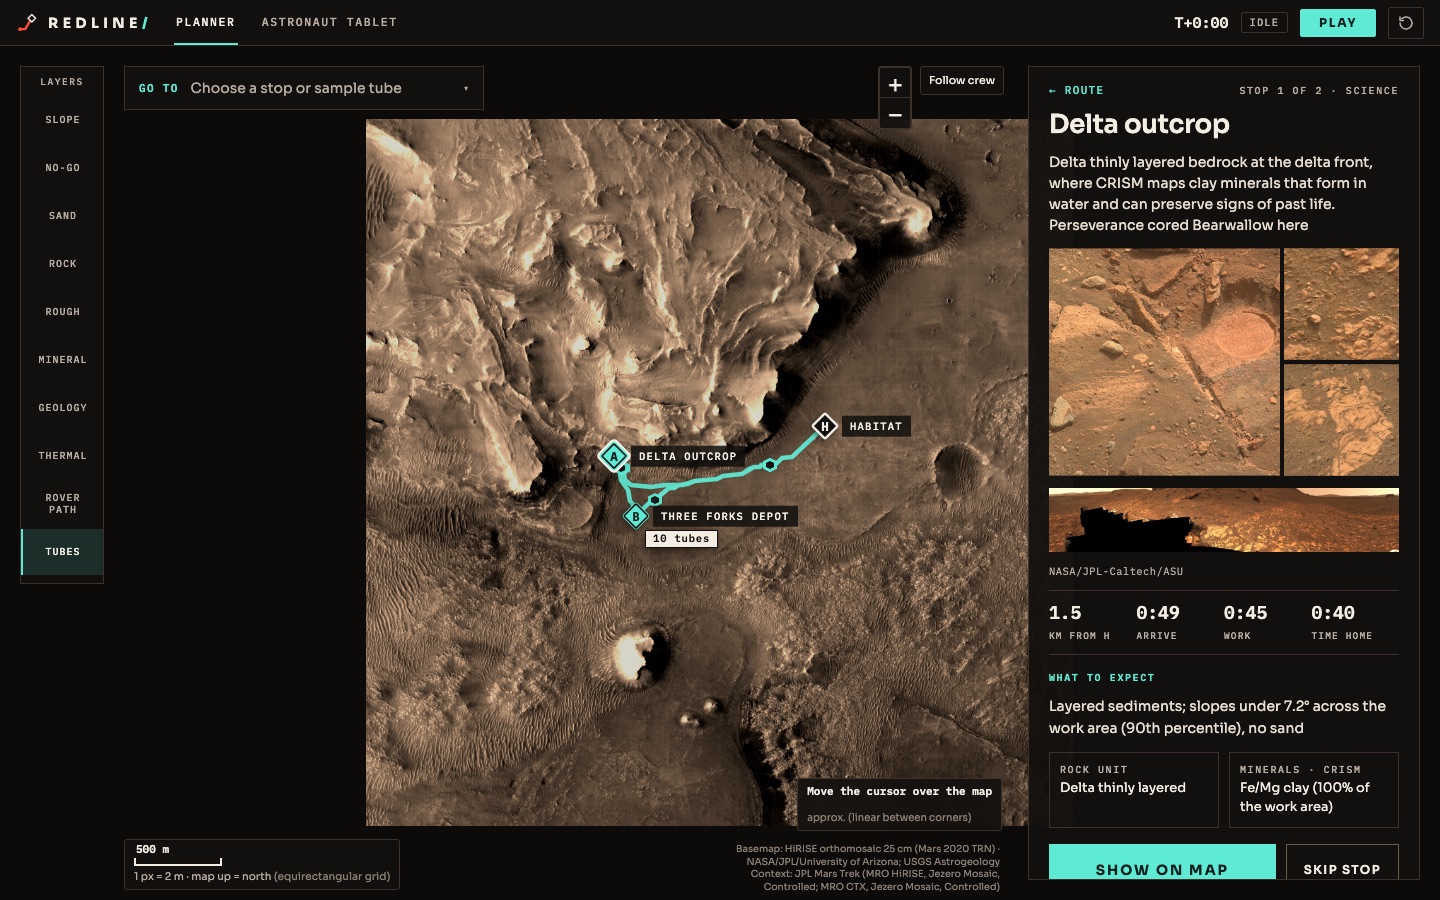 REDLINE/
PLANNER
ASTRONAUT TABLET
T+0:00
IDLE
PLAY
LAYERS
SLOPE
NO-GO
SAND
ROCK
ROUGH
MINERAL
GEOLOGY
THERMAL
ROVER
PATH
TUBES
GO TO Choose a stop or sample tube
+
−
Follow crew
H HABITAT
A DELTA OUTCROP
B THREE FORKS DEPOT
10 tubes
Move the cursor over the map
approx. (linear between corners)
500 m
1 px = 2 m · map up = north (equirectangular grid)
Basemap: HiRISE orthomosaic 25 cm (Mars 2020 TRN) ·
NASA/JPL/University of Arizona; USGS Astrogeology
Context: JPL Mars Trek (MRO HiRISE, Jezero Mosaic,
Controlled; MRO CTX, Jezero Mosaic, Controlled)
← ROUTE
STOP 1 OF 2 · SCIENCE
Delta outcrop
Delta thinly layered bedrock at the delta front,
where CRISM maps clay minerals that form in
water and can preserve signs of past life.
Perseverance cored Bearwallow here
NASA/JPL-Caltech/ASU
1.5 0:49 0:45 0:40
KM FROM H ARRIVE WORK TIME HOME
WHAT TO EXPECT
Layered sediments; slopes under 7.2° across the
work area (90th percentile), no sand
ROCK UNIT
Delta thinly layered
MINERALS · CRISM
Fe/Mg clay (100% of
the work area)
SHOW ON MAP
SKIP STOP